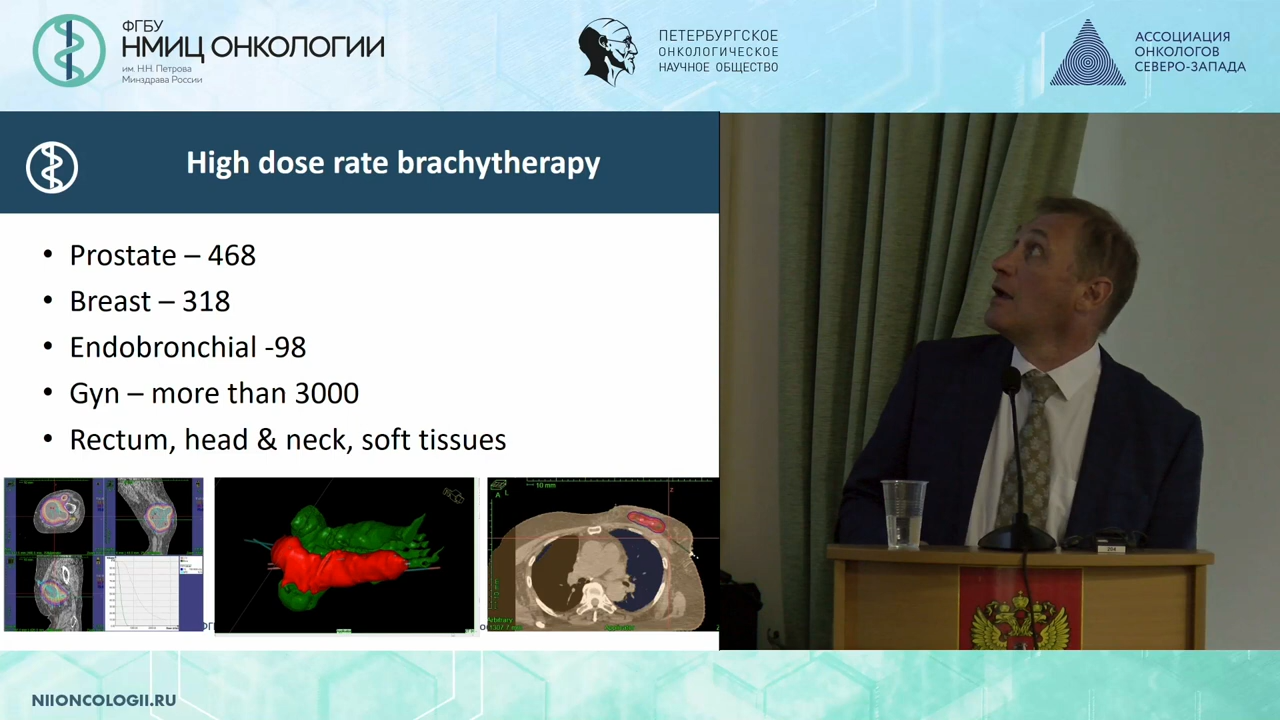 ФГБУ
НМИЦ ОНКОЛОГИИ
им. Н.Н. Петрова
Минздрава России
ПЕТЕРБУРГСКОЕ
ОНКОЛОГИЧЕСКОЕ
НАУЧНОЕ ОБЩЕСТВО
АССОЦИАЦИЯ
ОНКОЛОГОВ
СЕВЕРО-ЗАПАДА
High dose rate brachytherapy
• Prostate – 468
• Breast – 318
• Endobronchial -98
• Gyn – more than 3000
• Rectum, head & neck, soft tissues
10 mm
A L
Arbitrary
204
NIIONCOLOGII.RU